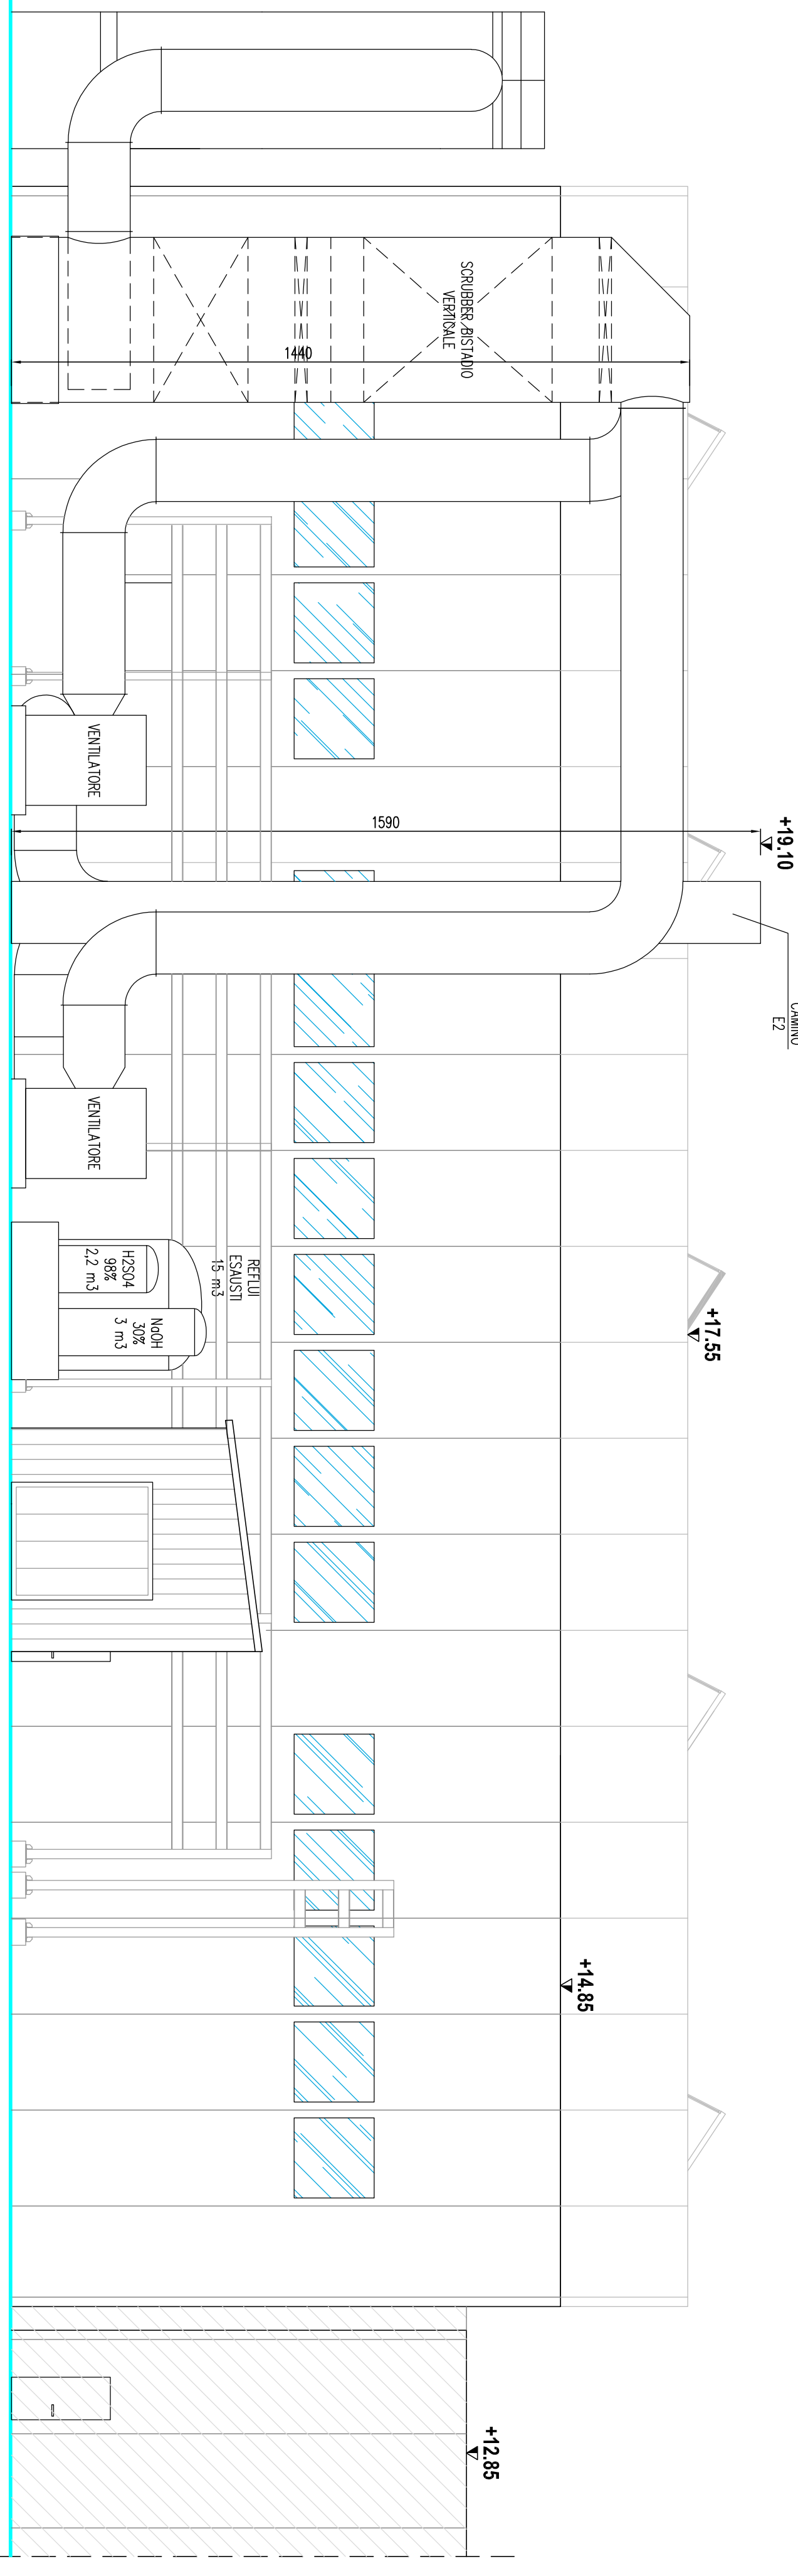 SCRUBBER BISTADIO
VERTICALE
1440
VENTILATORE
1590
+19.10
CAMINO
E2
VENTILATORE
H2SO4
98%
2,2 m3
NaOH
30%
3 m3
REFLUI
ESAUSTI
15 m3
+17.55
+14.85
+12.85